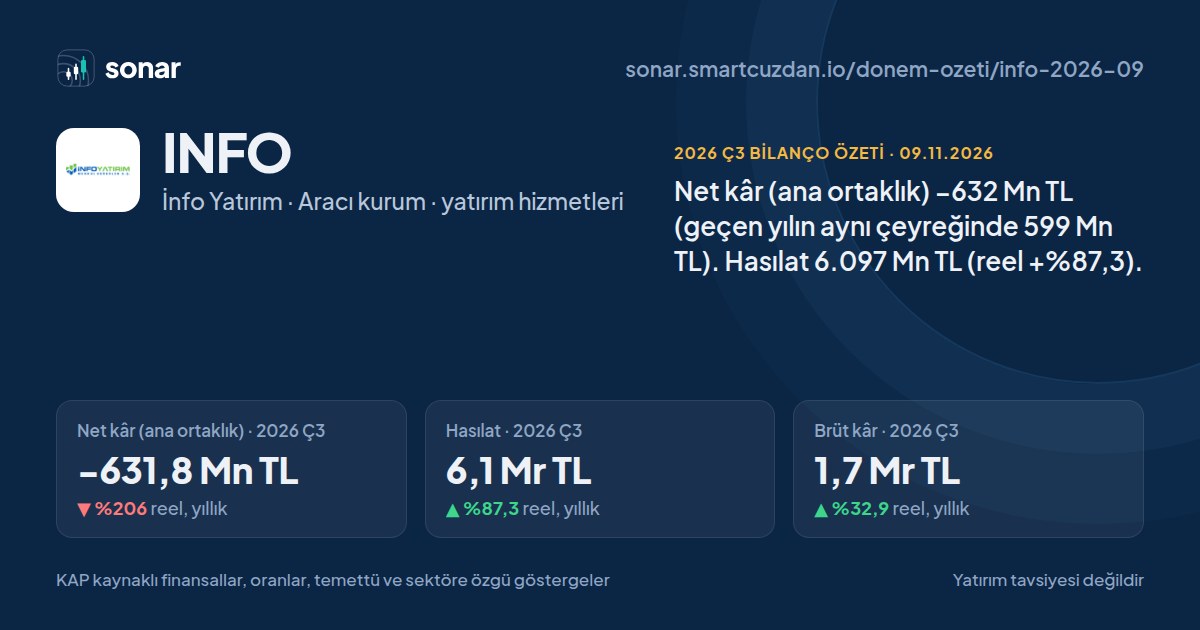 sonar
sonar.smartcuzdan.io/donem-ozeti/info-2026-09
INFOYATIRIM
INFO
İnfo Yatırım · Aracı kurum · yatırım hizmetleri
2026 Ç3 BİLANÇO ÖZETİ · 09.11.2026
Net kâr (ana ortaklık) −632 Mn TL
(geçen yılın aynı çeyreğinde 599 Mn
TL). Hasılat 6.097 Mn TL (reel +%87,3).
Net kâr (ana ortaklık) · 2026 Ç3
−631,8 Mn TL
▼ %206 reel, yıllık
Hasılat · 2026 Ç3
6,1 Mr TL
▲ %87,3 reel, yıllık
Brüt kâr · 2026 Ç3
1,7 Mr TL
▲ %32,9 reel, yıllık
KAP kaynaklı finansallar, oranlar, temettü ve sektöre özgü göstergeler
Yatırım tavsiyesi değildir